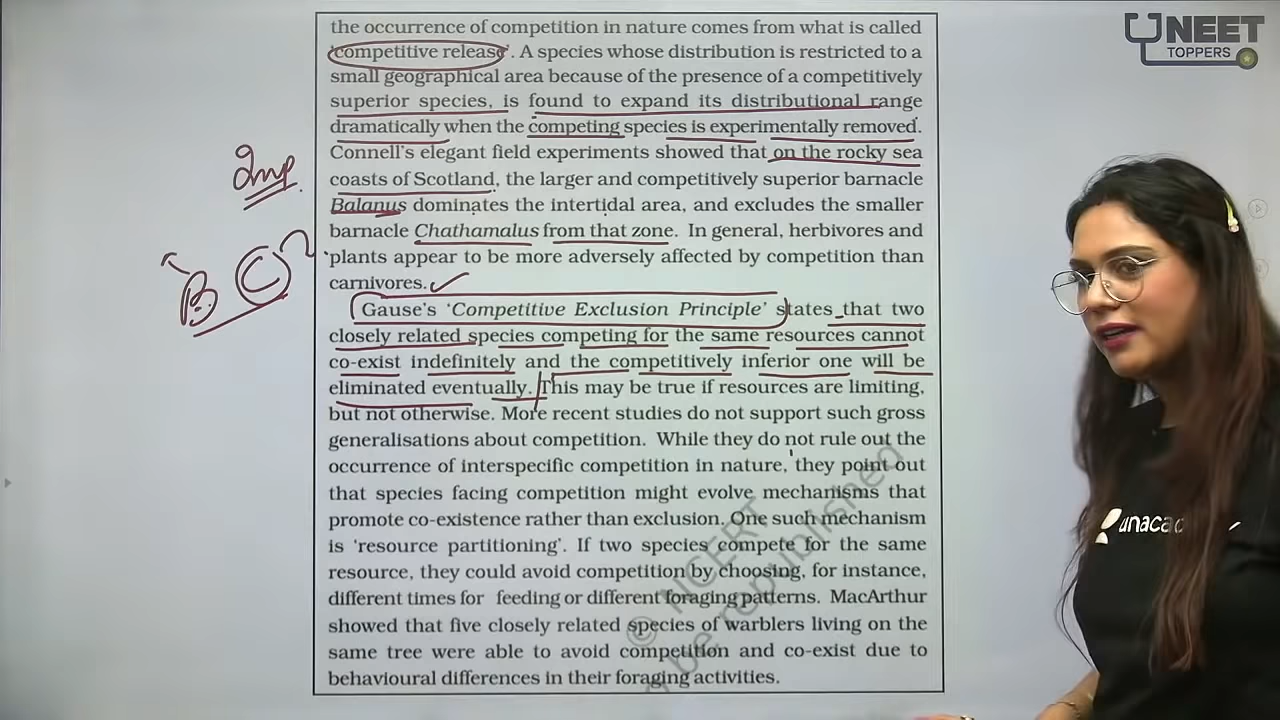 the occurrence of competition in nature comes from what is called
'competitive release'. A species whose distribution is restricted to a
small geographical area because of the presence of a competitively
superior species, is found to expand its distributional range
dramatically when the competing species is experimentally removed.
Connell's elegant field experiments showed that on the rocky sea
coasts of Scotland, the larger and competitively superior barnacle
Balanus dominates the intertidal area, and excludes the smaller
barnacle Chathamalus from that zone. In general, herbivores and
plants appear to be more adversely affected by competition than
carnivores.
Gause's 'Competitive Exclusion Principle' states that two
closely related species competing for the same resources cannot
co-exist indefinitely and the competitively inferior one will be
eliminated eventually. This may be true if resources are limiting,
but not otherwise. More recent studies do not support such gross
generalisations about competition. While they do not rule out the
occurrence of interspecific competition in nature, they point out
that species facing competition might evolve mechanisms that
promote co-existence rather than exclusion. One such mechanism
is 'resource partitioning'. If two species compete for the same
resource, they could avoid competition by choosing, for instance,
different times for feeding or different foraging patterns. MacArthur
showed that five closely related species of warblers living on the
same tree were able to avoid competition and co-exist due to
behavioural differences in their foraging activities.
Imp.
B C
© NCERT
be republished
NEET
TOPPERS
unaca